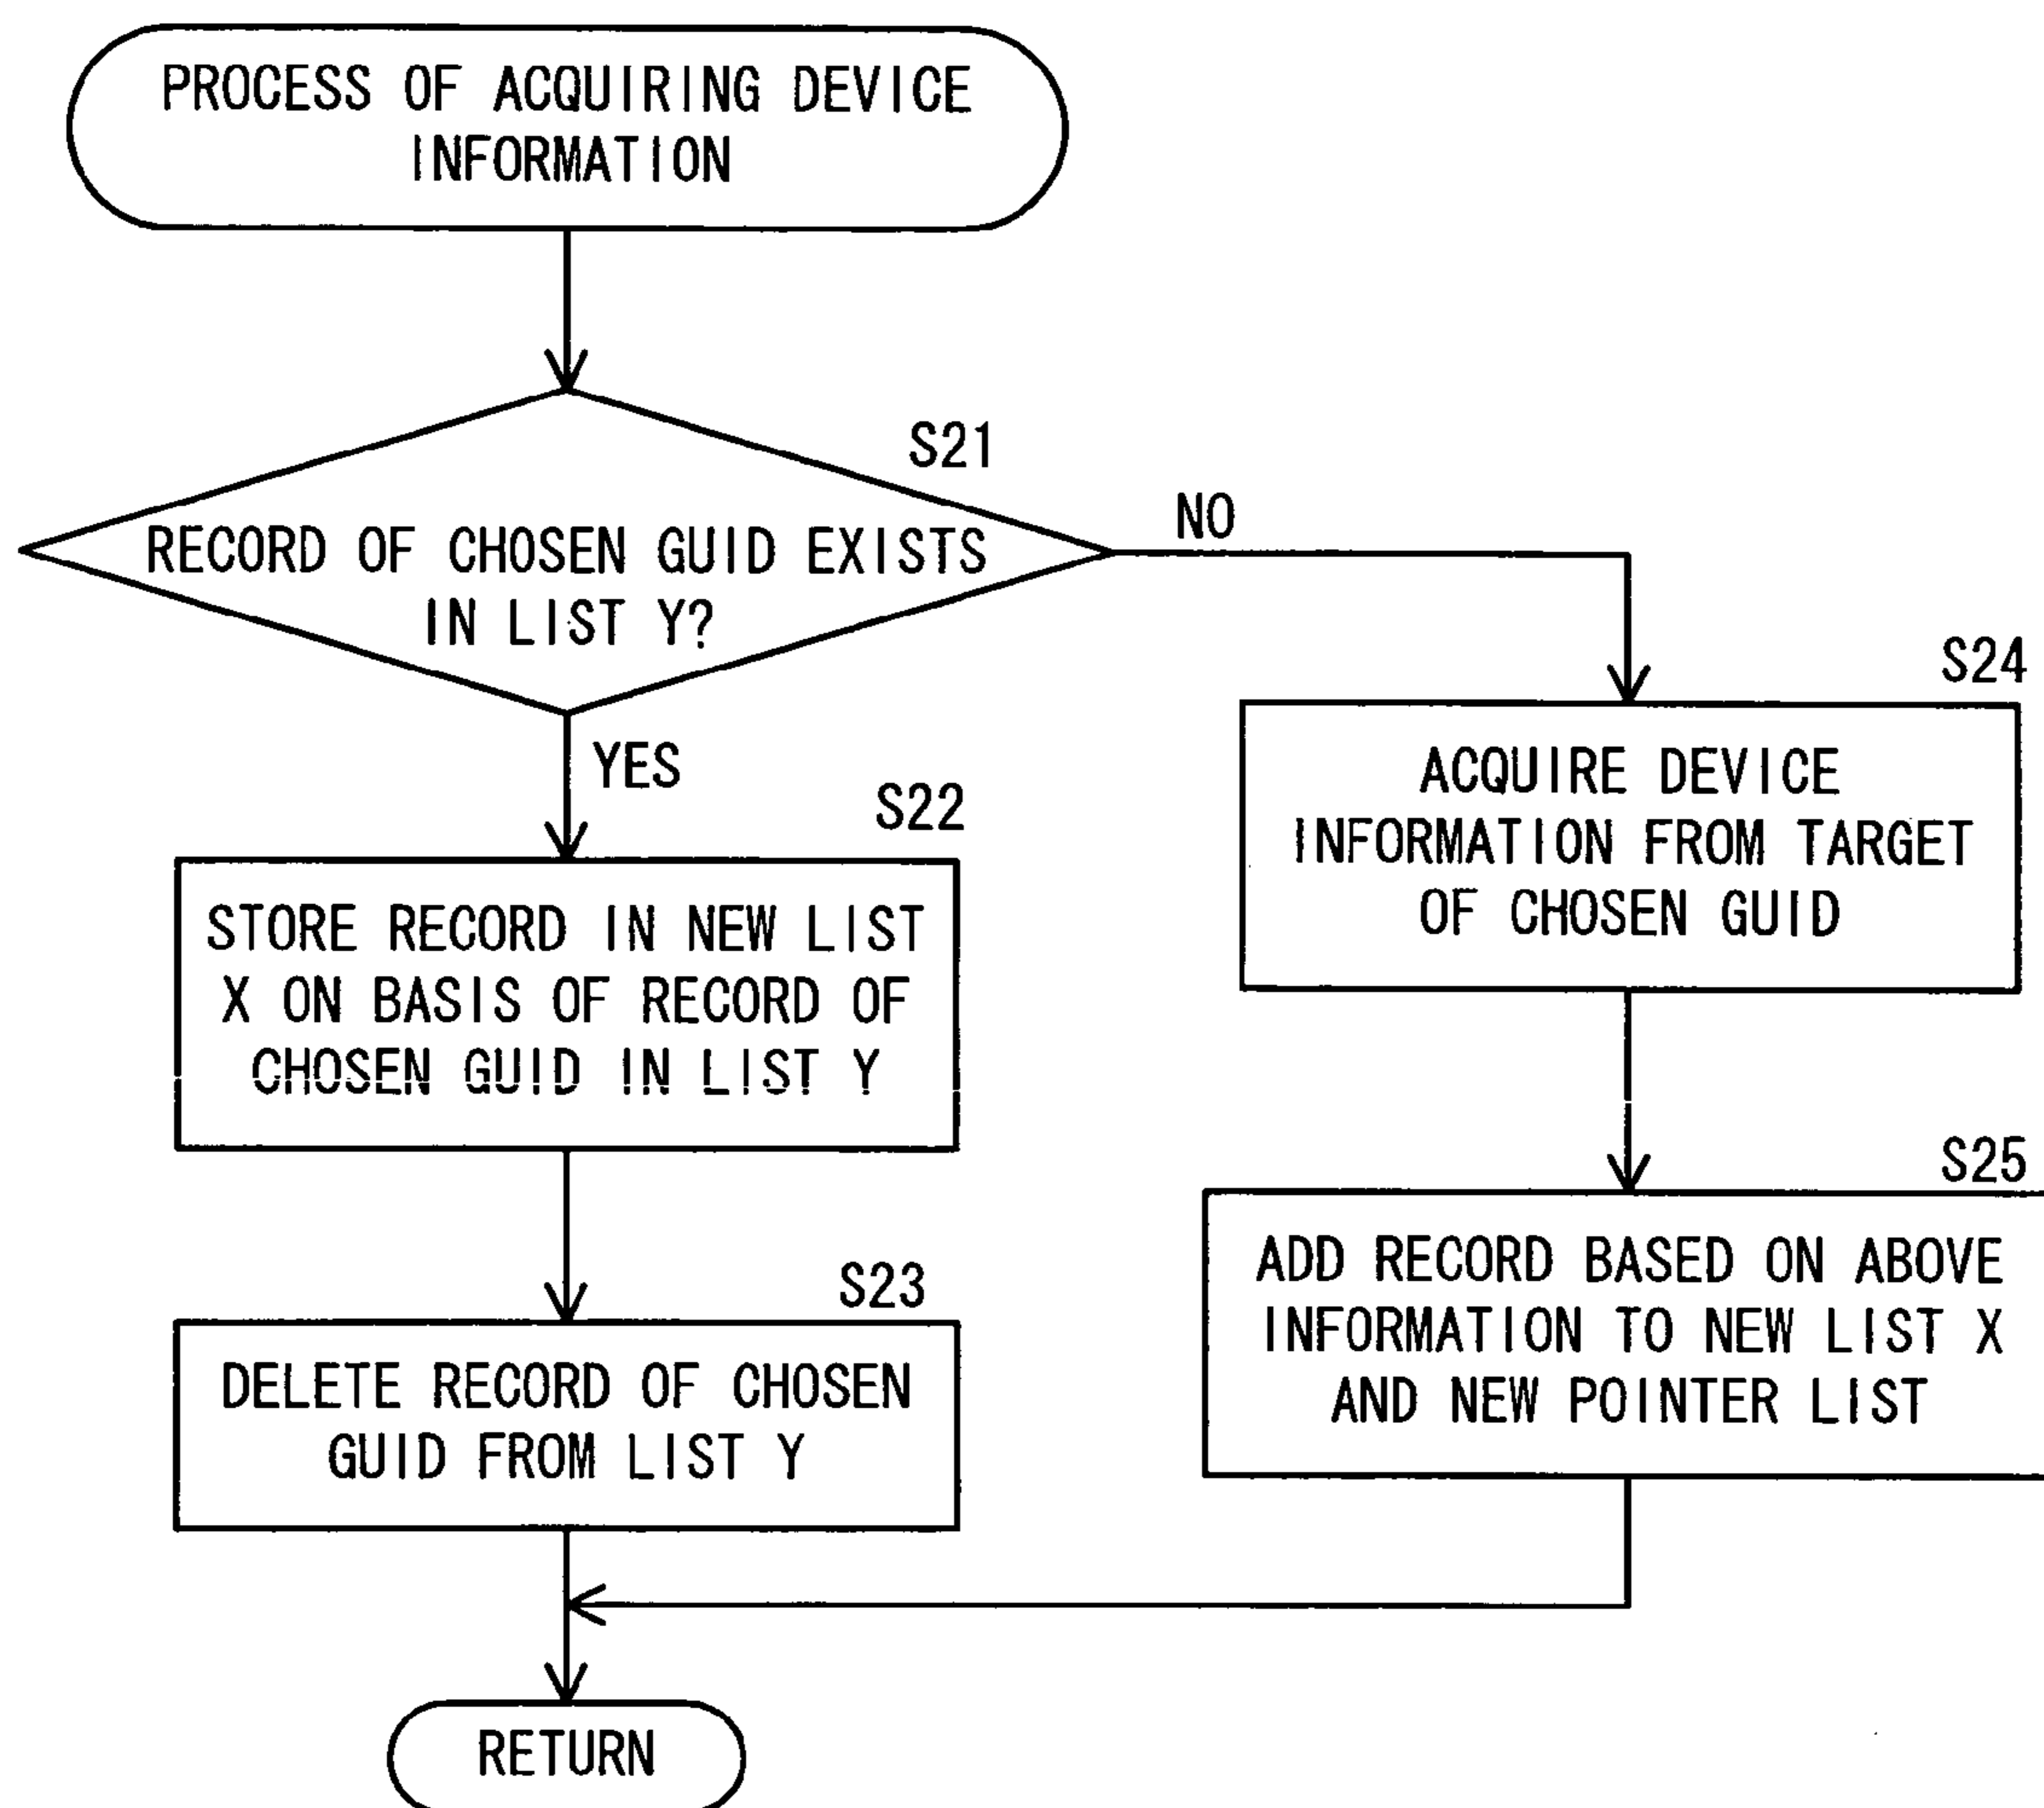 PROCESS OF ACQUIRING DEVICE
INFORMATION
S21
RECORD OF CHOSEN GUID EXISTS
IN LIST Y?
NO
YES
S22
STORE RECORD IN NEW LIST
X ON BASIS OF RECORD OF
CHOSEN GUID IN LIST Y
S23
DELETE RECORD OF CHOSEN
GUID FROM LIST Y
S24
ACQUIRE DEVICE
INFORMATION FROM TARGET
OF CHOSEN GUID
S25
ADD RECORD BASED ON ABOVE
INFORMATION TO NEW LIST X
AND NEW POINTER LIST
RETURN